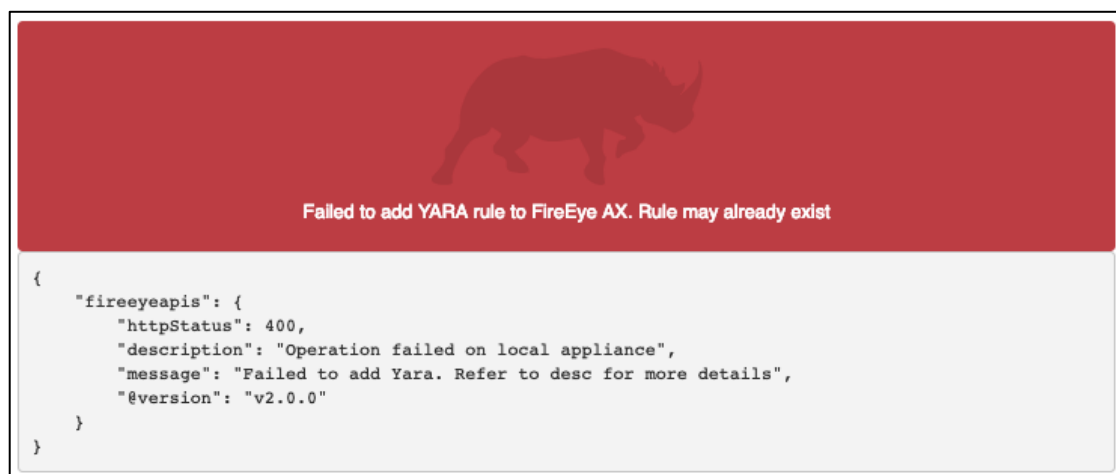 Failed to add YARA rule to FireEye AX. Rule may already exist
{
    "fireeyeapis": {
        "httpStatus": 400,
        "description": "Operation failed on local appliance",
        "message": "Failed to add Yara. Refer to desc for more details",
        "@version": "v2.0.0"
    }
}